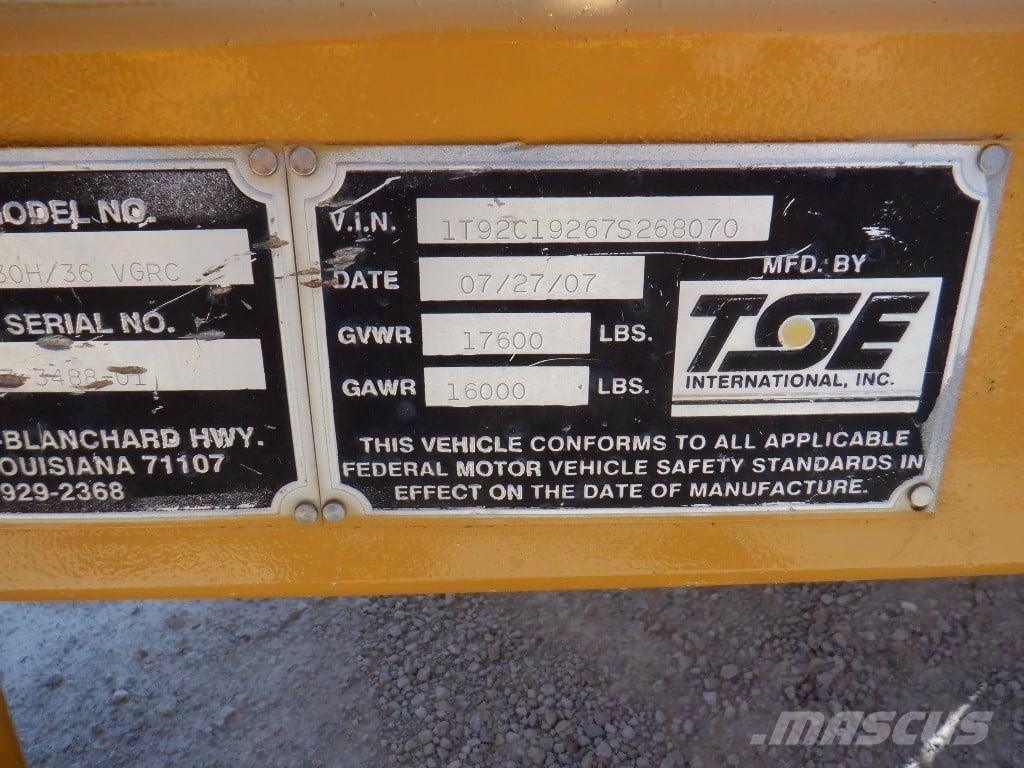 MODEL NO.
30H/36 VGRC
SERIAL NO.
3488-01
-BLANCHARD HWY.
LOUISIANA 71107
929-2368
V.I.N. 1T92C19267S268070
DATE 07/27/07
GVWR 17600 LBS.
GAWR 16000 LBS.
MFD. BY
TSE
INTERNATIONAL, INC.
THIS VEHICLE CONFORMS TO ALL APPLICABLE
FEDERAL MOTOR VEHICLE SAFETY STANDARDS IN
EFFECT ON THE DATE OF MANUFACTURE.
MASCUS